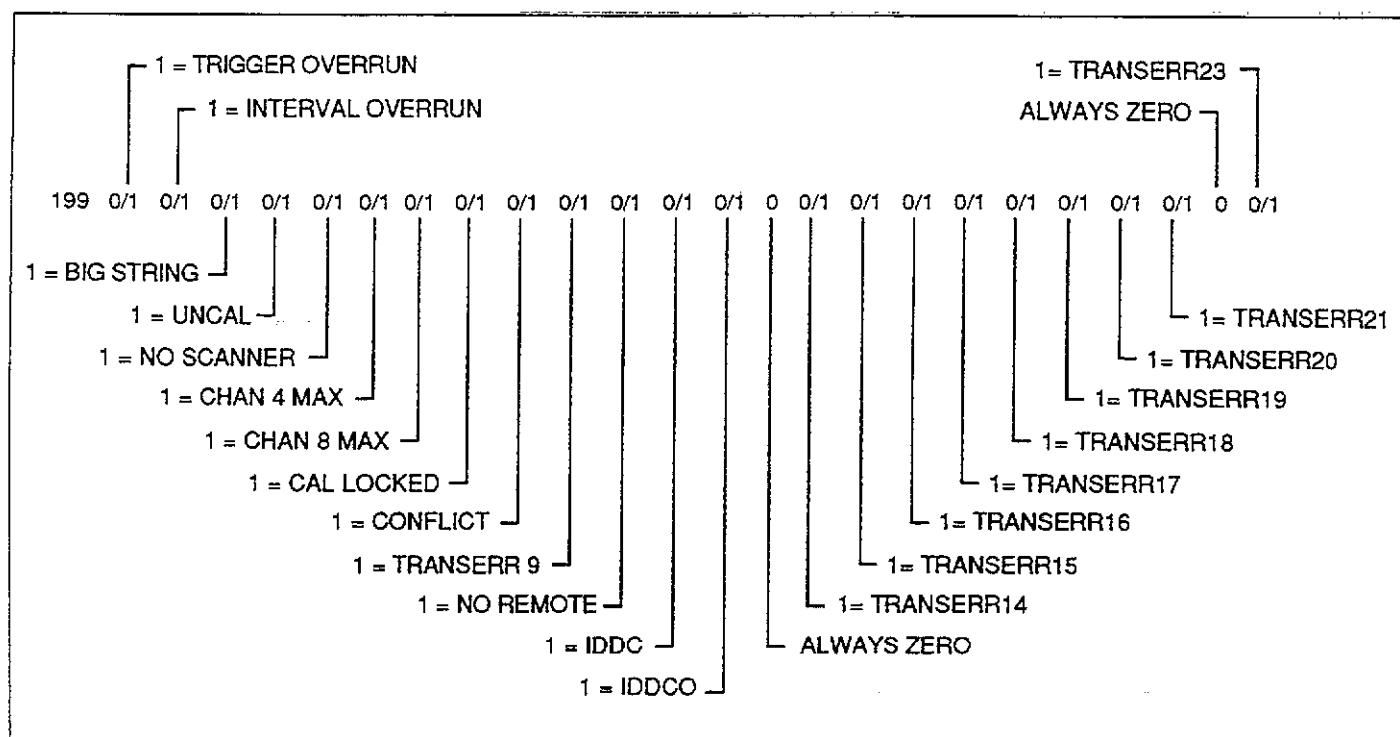 1 = TRIGGER OVERRUN
1= TRANSERR23
1 = INTERVAL OVERRUN
ALWAYS ZERO
199 0/1 0/1 0/1 0/1 0/1 0/1 0/1 0/1 0/1 0/1 0/1 0/1 0/1 0 0/1 0/1 0/1 0/1 0/1 0/1 0/1 0/1 0 0/1
1 = BIG STRING
1 = UNCAL
1= TRANSERR21
1 = NO SCANNER
1= TRANSERR20
1 = CHAN 4 MAX
1= TRANSERR19
1 = CHAN 8 MAX
1= TRANSERR18
1 = CAL LOCKED
1= TRANSERR17
1 = CONFLICT
1= TRANSERR16
1 = TRANSERR 9
1= TRANSERR15
1 = NO REMOTE
1= TRANSERR14
1 = IDDC
ALWAYS ZERO
1 = IDDCO